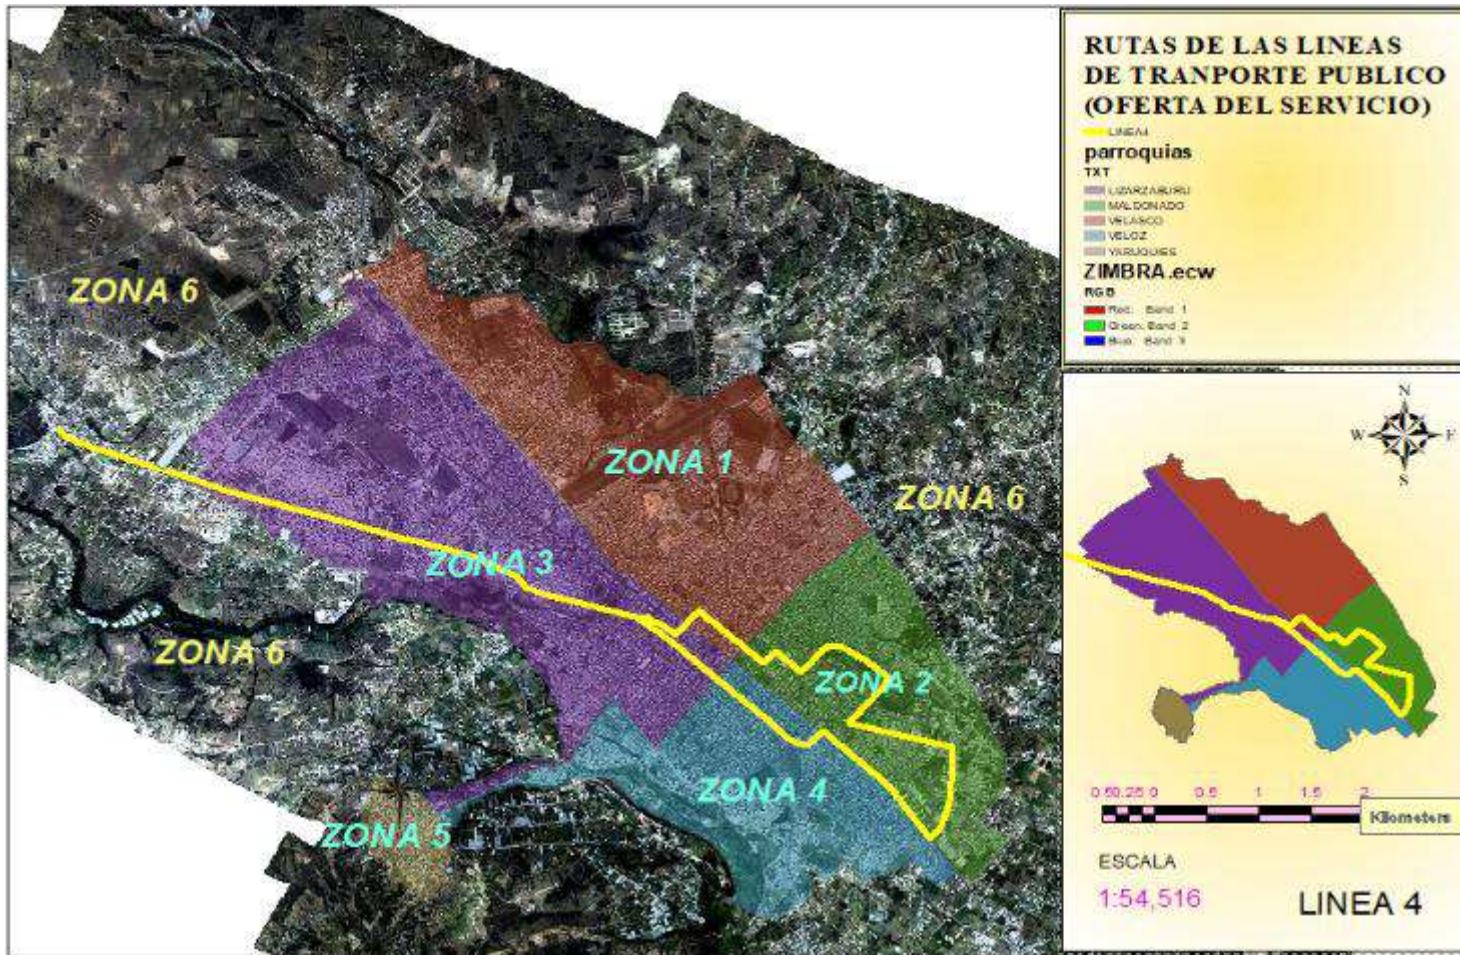 RUTAS DE LAS LINEAS
DE TRANPORTE PUBLICO
(OFERTA DEL SERVICIO)
LINEA4
parroquias
TXT
LIZARZABURU
MALDONADO
VELASCO
VELOZ
YARUQUIES
ZIMBRA.ecw
RGB
Red: Band 1
Green: Band 2
Blue: Band 3
ZONA 6
ZONA 1
ZONA 6
ZONA 3
ZONA 6
ZONA 2
ZONA 4
ZONA 5
N
W E
S
0.50.25 0 0.5 1 1.5 2
Kilometers
ESCALA
1:54,516
LINEA 4